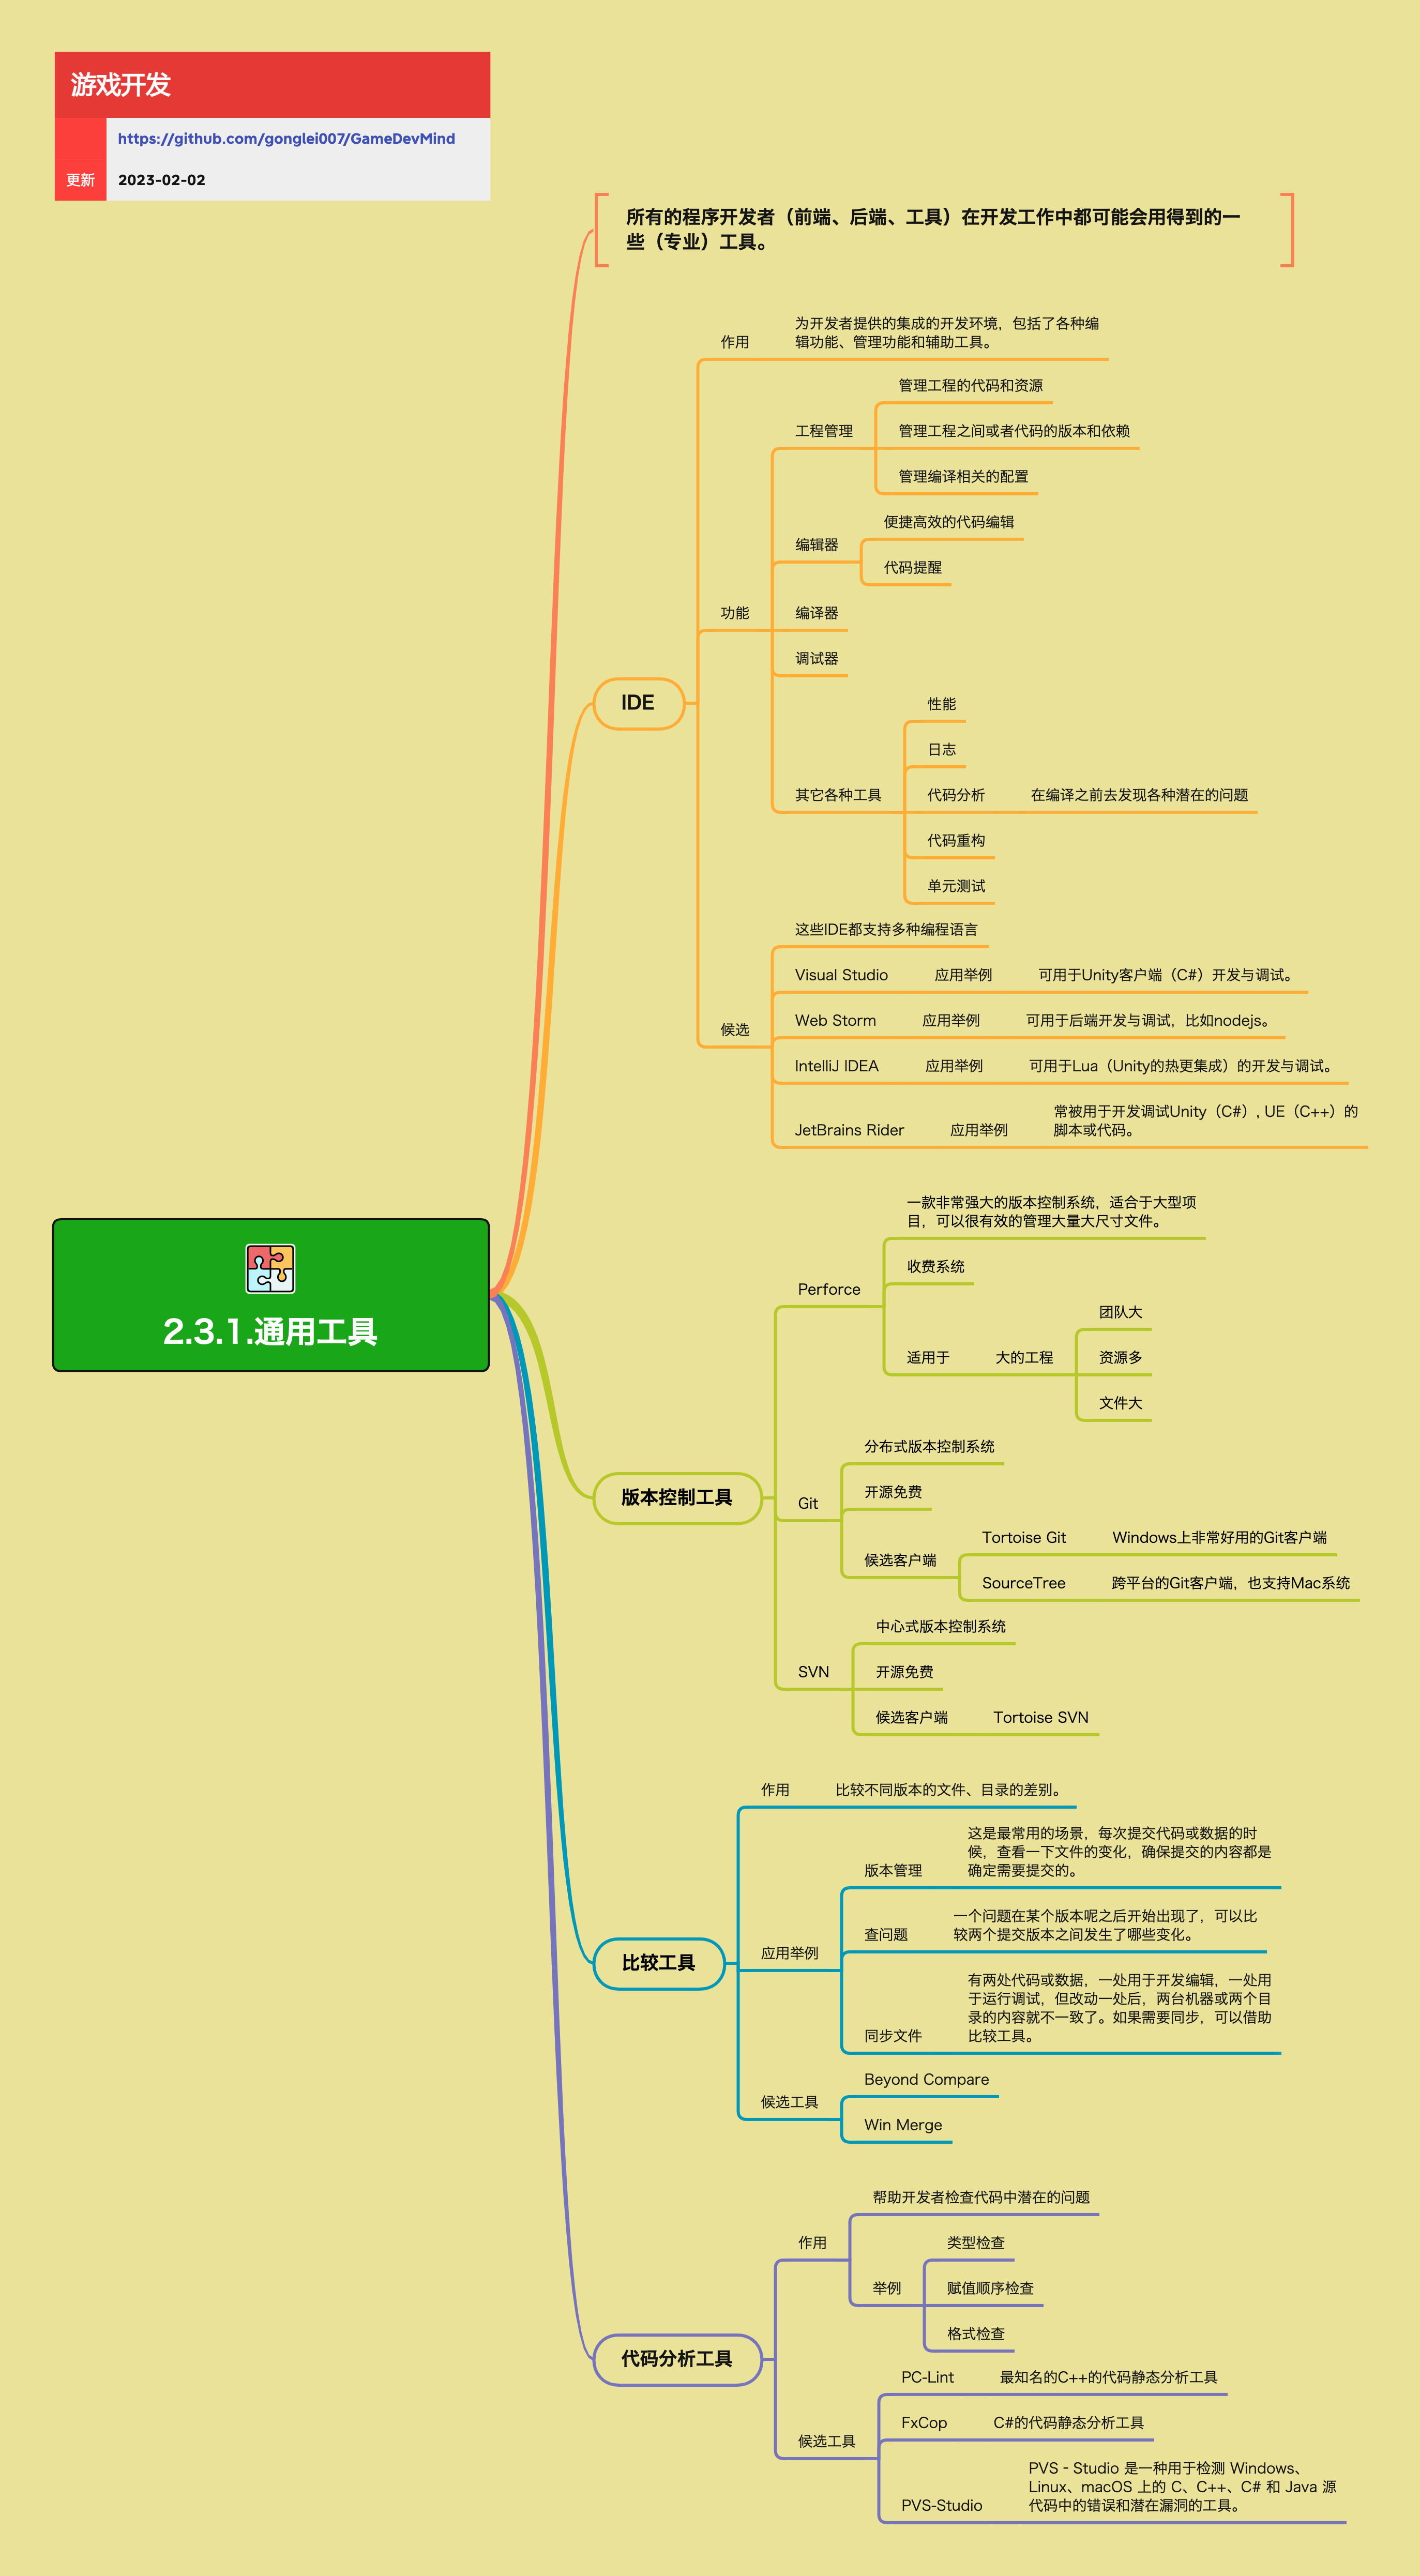 游戏开发
https://github.com/gonglei007/GameDevMind
更新
2023-02-02
所有的程序开发者（前端、后端、工具）在开发工作中都可能会用得到的一
些（专业）工具。
2.3.1.通用工具
IDE
作用
为开发者提供的集成的开发环境，包括了各种编
辑功能、管理功能和辅助工具。
功能
工程管理
管理工程的代码和资源
管理工程之间或者代码的版本和依赖
管理编译相关的配置
编辑器
便捷高效的代码编辑
代码提醒
编译器
调试器
其它各种工具
性能
日志
代码分析
在编译之前去发现各种潜在的问题
代码重构
单元测试
候选
这些IDE都支持多种编程语言
Visual Studio
应用举例
可用于Unity客户端（C#）开发与调试。
Web Storm
应用举例
可用于后端开发与调试，比如nodejs。
IntelliJ IDEA
应用举例
可用于Lua（Unity的热更集成）的开发与调试。
JetBrains Rider
应用举例
常被用于开发调试Unity（C#）, UE（C++）的
脚本或代码。
版本控制工具
Perforce
一款非常强大的版本控制系统，适合于大型项
目，可以很有效的管理大量大尺寸文件。
收费系统
适用于
大的工程
团队大
资源多
文件大
Git
分布式版本控制系统
开源免费
候选客户端
Tortoise Git
Windows上非常好用的Git客户端
SourceTree
跨平台的Git客户端，也支持Mac系统
SVN
中心式版本控制系统
开源免费
候选客户端
Tortoise SVN
比较工具
作用
比较不同版本的文件、目录的差别。
应用举例
版本管理
这是最常用的场景，每次提交代码或数据的时
候，查看一下文件的变化，确保提交的内容都是
确定需要提交的。
查问题
一个问题在某个版本呢之后开始出现了，可以比
较两个提交版本之间发生了哪些变化。
同步文件
有两处代码或数据，一处用于开发编辑，一处用
于运行调试，但改动一处后，两台机器或两个目
录的内容就不一致了。如果需要同步，可以借助
比较工具。
候选工具
Beyond Compare
Win Merge
代码分析工具
作用
帮助开发者检查代码中潜在的问题
举例
类型检查
赋值顺序检查
格式检查
候选工具
PC-Lint
最知名的C++的代码静态分析工具
FxCop
C#的代码静态分析工具
PVS-Studio
PVS - Studio 是一种用于检测 Windows、
Linux、macOS 上的 C、C++、C# 和 Java 源
代码中的错误和潜在漏洞的工具。